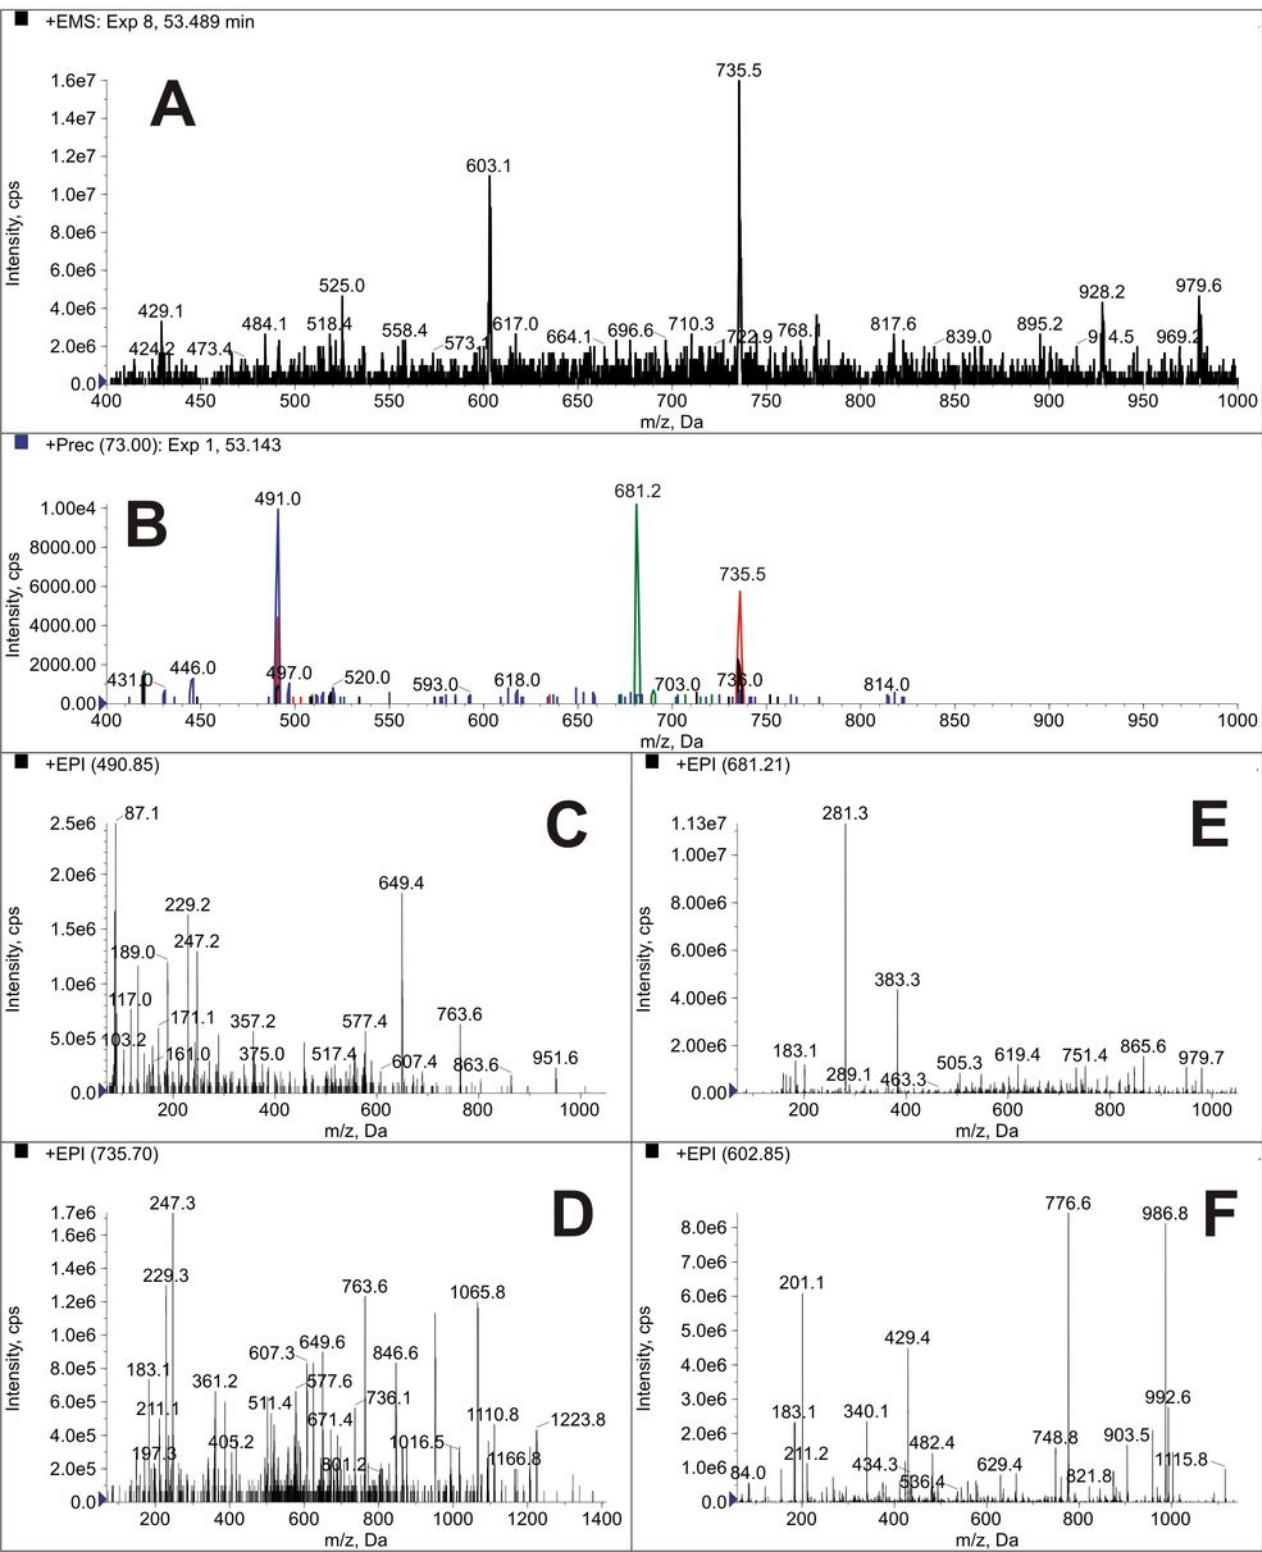 +EMS: Exp 8, 53.489 min
A
Intensity, cps
1.6e7
1.4e7
1.2e7
1.0e7
8.0e6
6.0e6
4.0e6
2.0e6
0.0
735.5
603.1
525.0
429.1
424.2
473.4
484.1
518.4
558.4
573.1
617.0
664.1
696.6
710.3
722.9
768.1
817.6
839.0
895.2
914.5
928.2
969.2
979.6
400 450 500 550 600 650 700 750 800 850 900 950 1000
m/z, Da
+Prec (73.00): Exp 1, 53.143
B
Intensity, cps
1.00e4
8000.00
6000.00
4000.00
2000.00
0.00
491.0
681.2
735.5
431.0
446.0
497.0
520.0
593.0
618.0
703.0
736.0
814.0
400 450 500 550 600 650 700 750 800 850 900 950 1000
m/z, Da
+EPI (490.85)
C
Intensity, cps
2.5e6
2.0e6
1.5e6
1.0e6
5.0e5
0.0
87.1
649.4
229.2
247.2
189.0
117.0
171.1
103.2
161.0
357.2
375.0
517.4
577.4
607.4
763.6
863.6
951.6
200 400 600 800 1000
m/z, Da
+EPI (681.21)
E
Intensity, cps
1.13e7
1.00e7
8.00e6
6.00e6
4.00e6
2.00e6
0.00
281.3
383.3
183.1
289.1
463.3
505.3
619.4
751.4
865.6
979.7
200 400 600 800 1000
m/z, Da
+EPI (735.70)
D
Intensity, cps
1.7e6
1.6e6
1.4e6
1.2e6
1.0e6
8.0e5
6.0e5
4.0e5
2.0e5
0.0
247.3
229.3
183.1
211.1
197.3
361.2
405.2
511.4
607.3
649.6
577.6
671.4
763.6
736.1
801.2
846.6
1065.8
1016.5
1110.8
1166.8
1223.8
200 400 600 800 1000 1200 1400
m/z, Da
+EPI (602.85)
F
Intensity, cps
8.0e6
7.0e6
6.0e6
5.0e6
4.0e6
3.0e6
2.0e6
1.0e6
0.0
776.6
986.8
201.1
429.4
183.1
211.2
84.0
340.1
434.3
482.4
536.4
629.4
748.8
821.8
903.5
992.6
1115.8
200 400 600 800 1000
m/z, Da